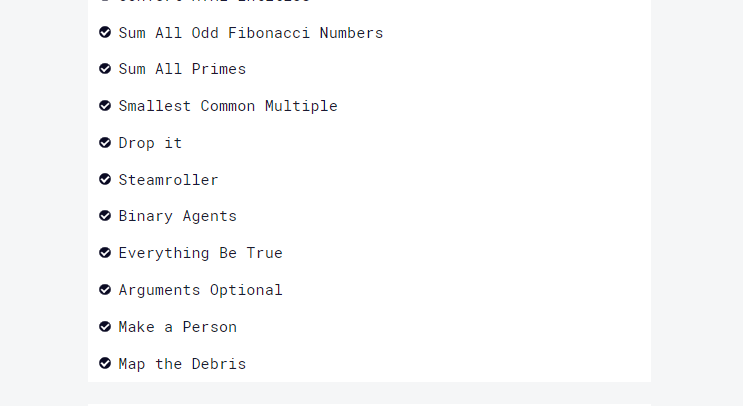 Sum All Odd Fibonacci Numbers
Sum All Primes
Smallest Common Multiple
Drop it
Steamroller
Binary Agents
Everything Be True
Arguments Optional
Make a Person
Map the Debris